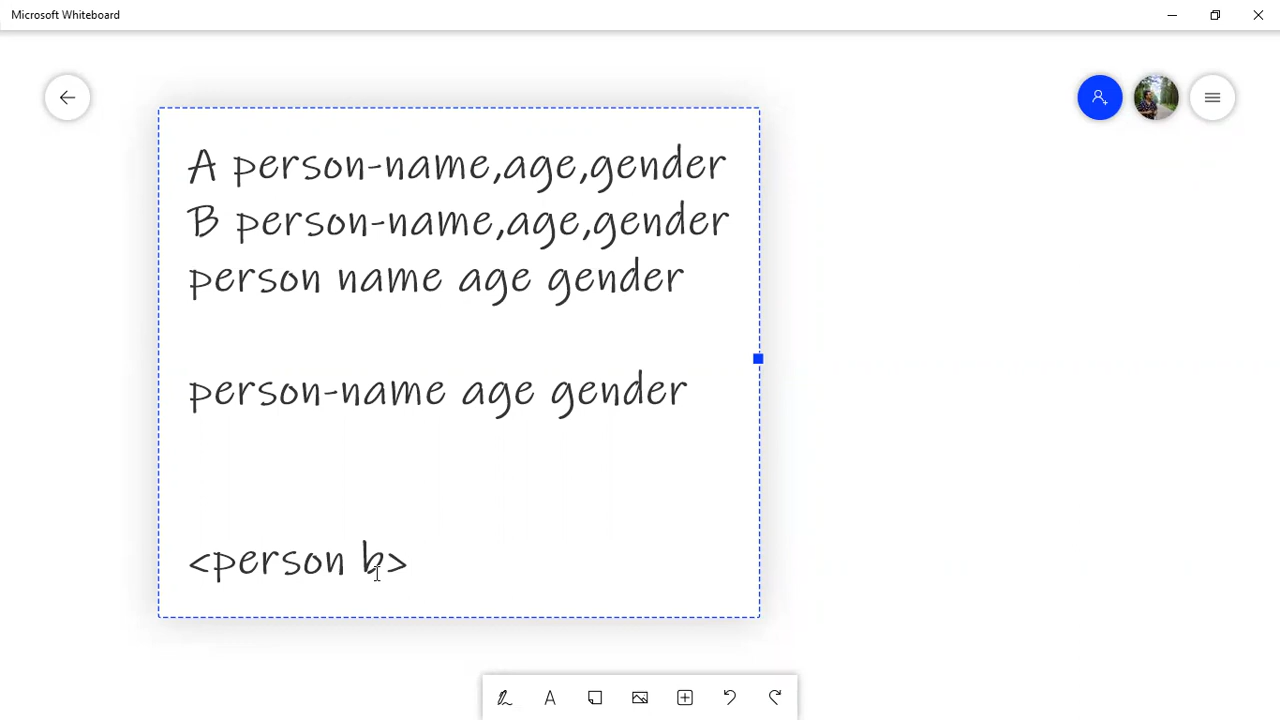 Microsoft Whiteboard
A person-name,age,gender
B person-name,age,gender
person name age gender
person-name age gender
<person b>
A